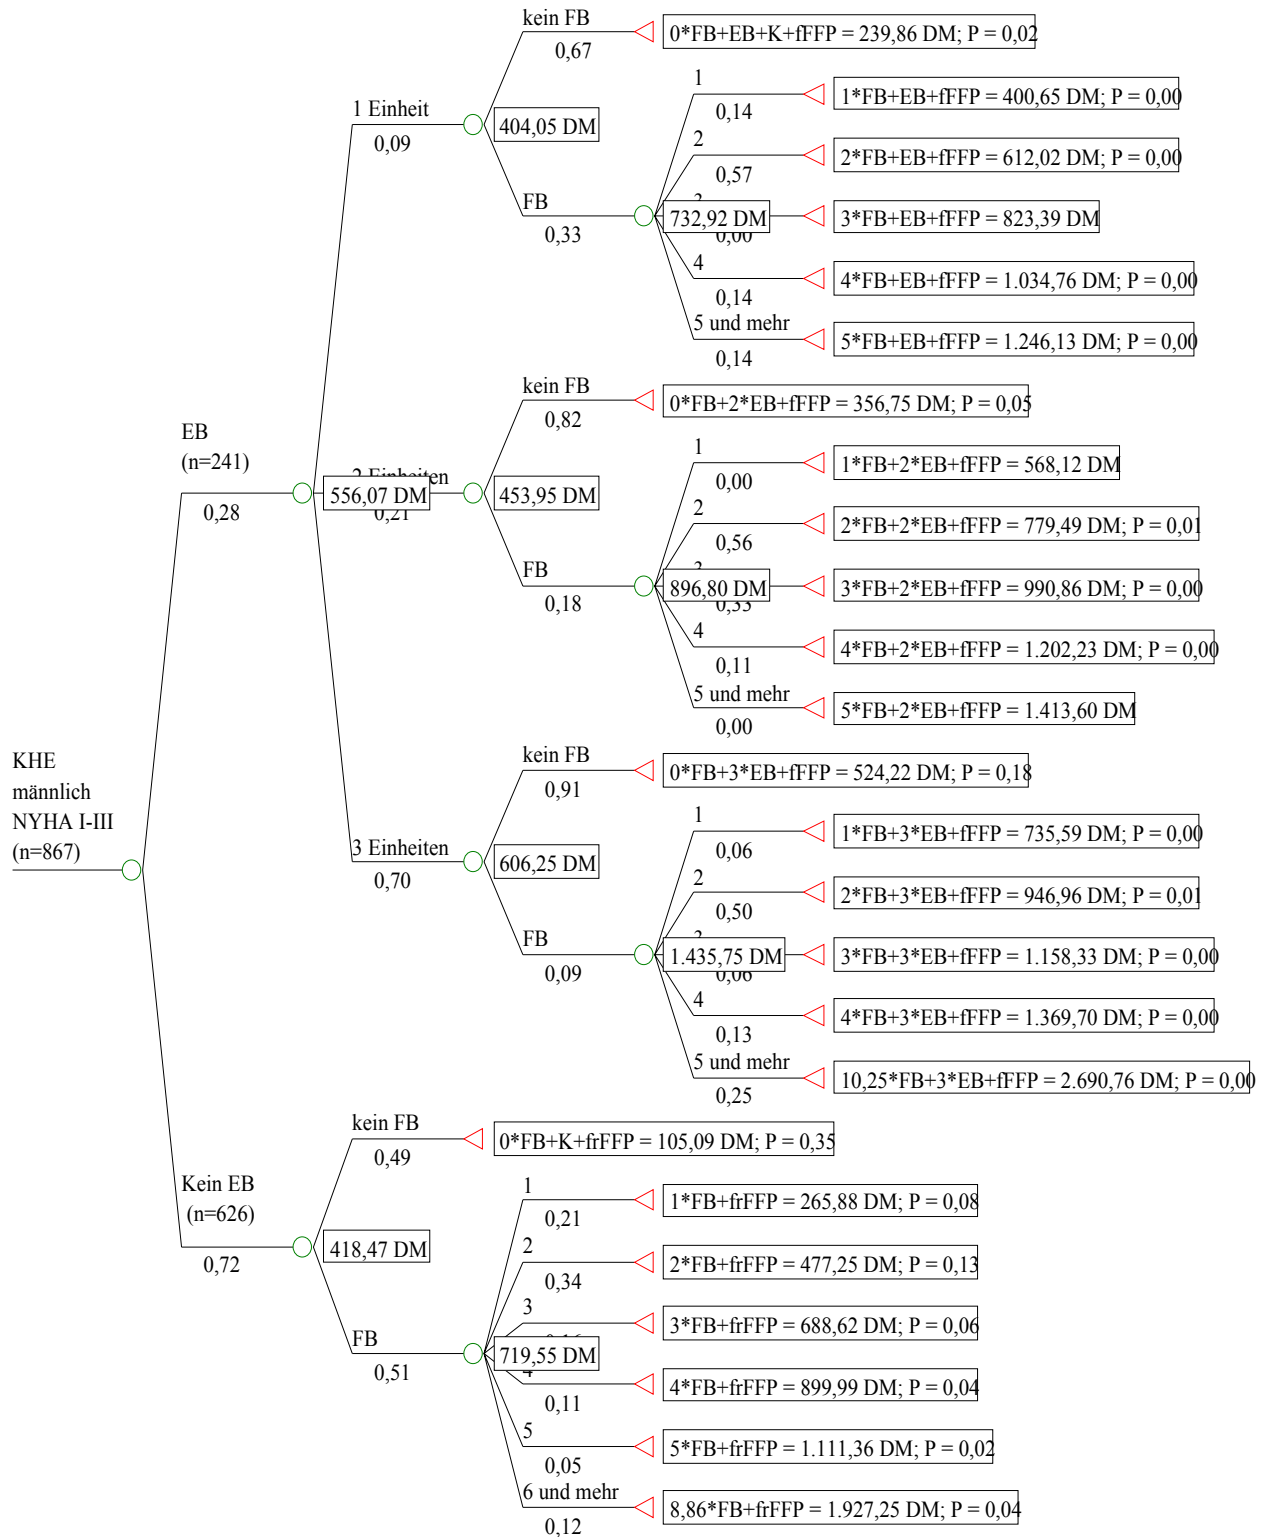 kein FB
0,67
0*FB+EB+K+fFFP = 239,86 DM; P = 0,02
1 Einheit
0,09
404,05 DM
1
0,14
1*FB+EB+fFFP = 400,65 DM; P = 0,00
2
0,57
2*FB+EB+fFFP = 612,02 DM; P = 0,00
FB
0,33
732,92 DM
0,00
3*FB+EB+fFFP = 823,39 DM
4
0,14
4*FB+EB+fFFP = 1.034,76 DM; P = 0,00
5 und mehr
0,14
5*FB+EB+fFFP = 1.246,13 DM; P = 0,00
kein FB
0,82
0*FB+2*EB+fFFP = 356,75 DM; P = 0,05
EB
(n=241)
0,28
556,07 DM
2 Einheiten
0,21
453,95 DM
1
0,00
1*FB+2*EB+fFFP = 568,12 DM
2
0,56
2*FB+2*EB+fFFP = 779,49 DM; P = 0,01
FB
0,18
896,80 DM
0,33
3*FB+2*EB+fFFP = 990,86 DM; P = 0,00
4
0,11
4*FB+2*EB+fFFP = 1.202,23 DM; P = 0,00
5 und mehr
0,00
5*FB+2*EB+fFFP = 1.413,60 DM
KHE
männlich
NYHA I-III
(n=867)
kein FB
0,91
0*FB+3*EB+fFFP = 524,22 DM; P = 0,18
3 Einheiten
0,70
606,25 DM
1
0,06
1*FB+3*EB+fFFP = 735,59 DM; P = 0,00
2
0,50
2*FB+3*EB+fFFP = 946,96 DM; P = 0,01
FB
0,09
1.435,75 DM
0,06
3*FB+3*EB+fFFP = 1.158,33 DM; P = 0,00
4
0,13
4*FB+3*EB+fFFP = 1.369,70 DM; P = 0,00
5 und mehr
0,25
10,25*FB+3*EB+fFFP = 2.690,76 DM; P = 0,00
kein FB
0,49
0*FB+K+frFFP = 105,09 DM; P = 0,35
Kein EB
(n=626)
0,72
418,47 DM
1
0,21
1*FB+frFFP = 265,88 DM; P = 0,08
2
0,34
2*FB+frFFP = 477,25 DM; P = 0,13
3
3*FB+frFFP = 688,62 DM; P = 0,06
FB
0,51
719,55 DM
4
0,11
4*FB+frFFP = 899,99 DM; P = 0,04
5
0,05
5*FB+frFFP = 1.111,36 DM; P = 0,02
6 und mehr
0,12
8,86*FB+frFFP = 1.927,25 DM; P = 0,04